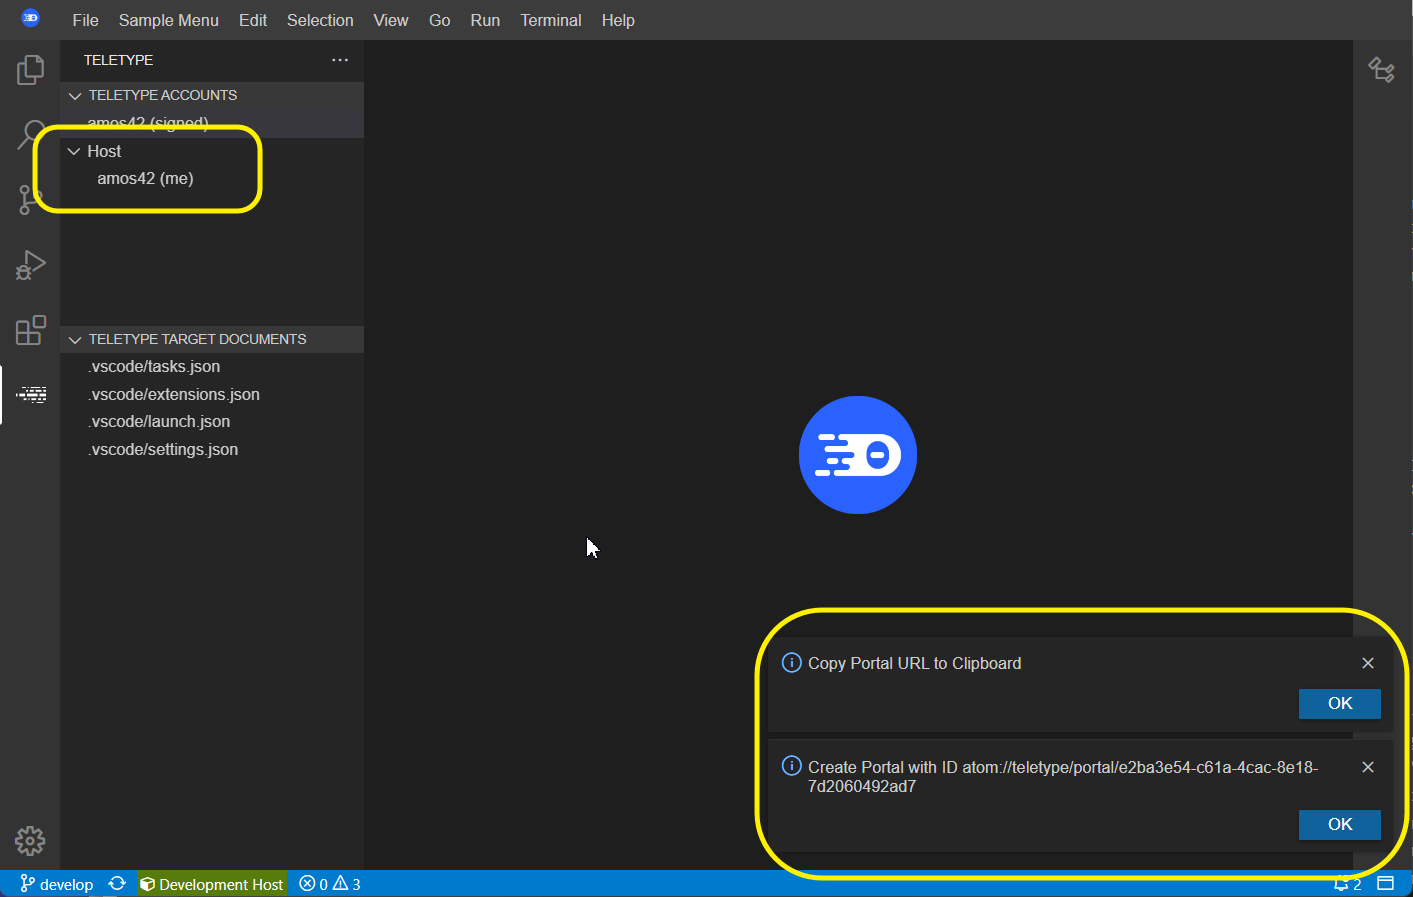 File Sample Menu Edit Selection View Go Run Terminal Help
TELETYPE
TELETYPE ACCOUNTS
amos42 (signed)
Host
amos42 (me)
TELETYPE TARGET DOCUMENTS
.vscode/tasks.json
.vscode/extensions.json
.vscode/launch.json
.vscode/settings.json
Copy Portal URL to Clipboard
OK
Create Portal with ID atom://teletype/portal/e2ba3e54-c61a-4cac-8e18-
7d2060492ad7
OK
develop Development Host 0 3 2